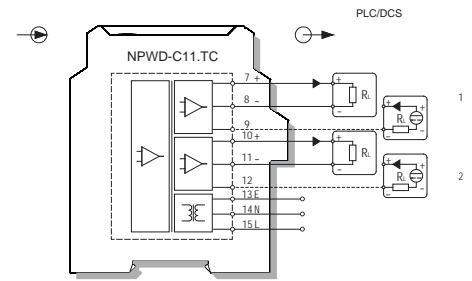 PLC/DCS
NPWD-C11.TC
7 +
8 -
9
10 +
11 -
12
13 E
14 N
15 L
+
RL
-
+ +
RL
- -
1
+
RL
-
+ +
RL
- -
2